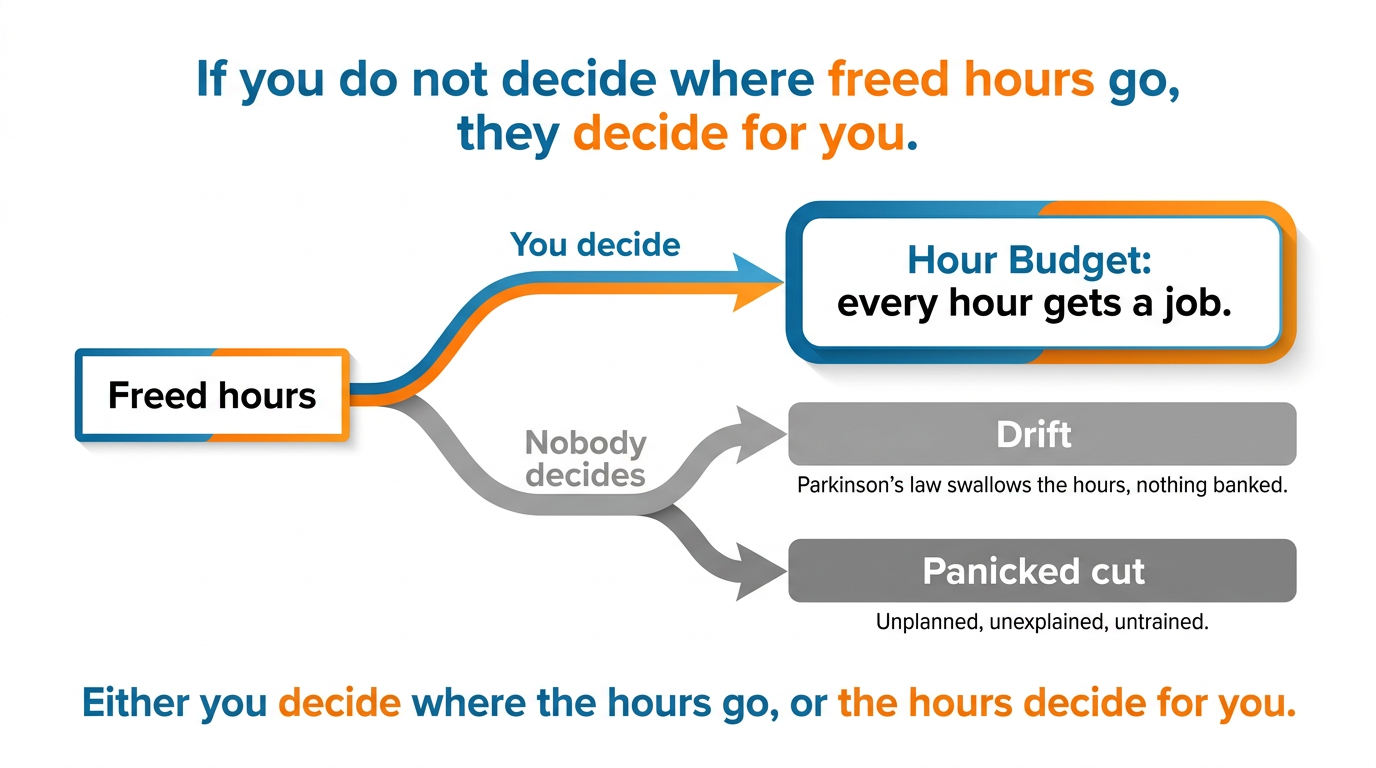 If you do not decide where freed hours go,
they decide for you.
You decide
Hour Budget:
every hour gets a job.
Freed hours
Nobody
decides
Drift
Parkinson's law swallows the hours, nothing banked.
Panicked cut
Unplanned, unexplained, untrained.
Either you decide where the hours go, or the hours decide for you.